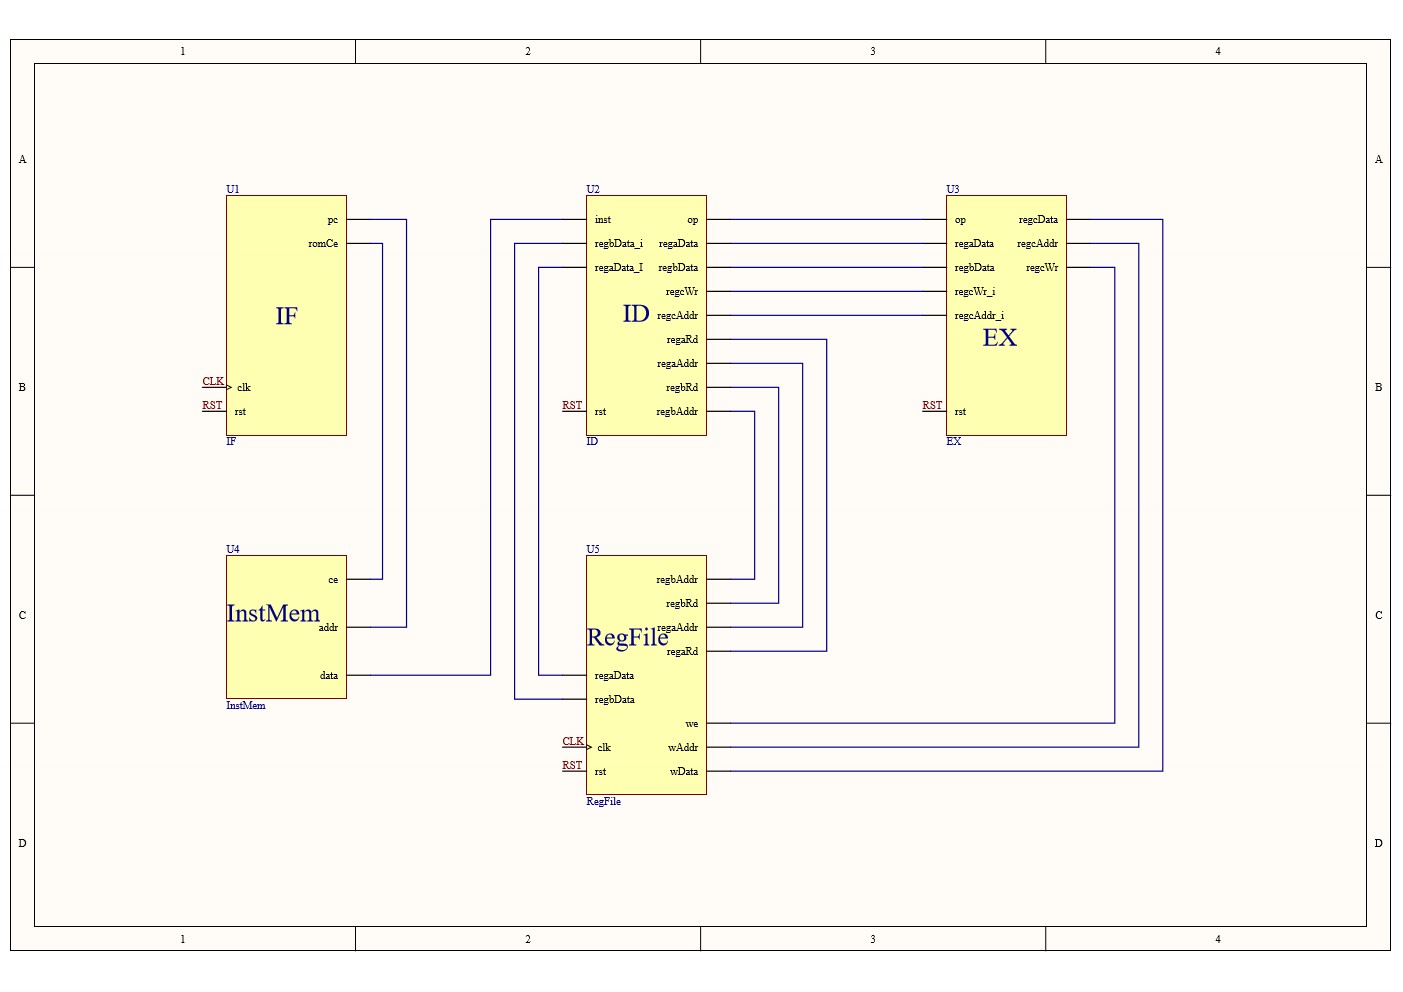 1 2 3 4
A A
U1 U2 U3
pc inst op op regcData
romCe regbData_i regaData regaData regcAddr
regaData_I regbData regbData regcWr
regcWr regcWr_i
IF ID regcAddr regcAddr_i
regaRd EX
regaAddr
CLK clk regbRd
B B
RST rst RST rst regbAddr RST rst
IF ID EX
U4 U5
ce regbAddr
regbRd
InstMem
C C
addr regaAddr
RegFile
regaRd
data regaData
regbData
InstMem
we
CLK clk wAddr
RST rst wData
RegFile
D D
1 2 3 4